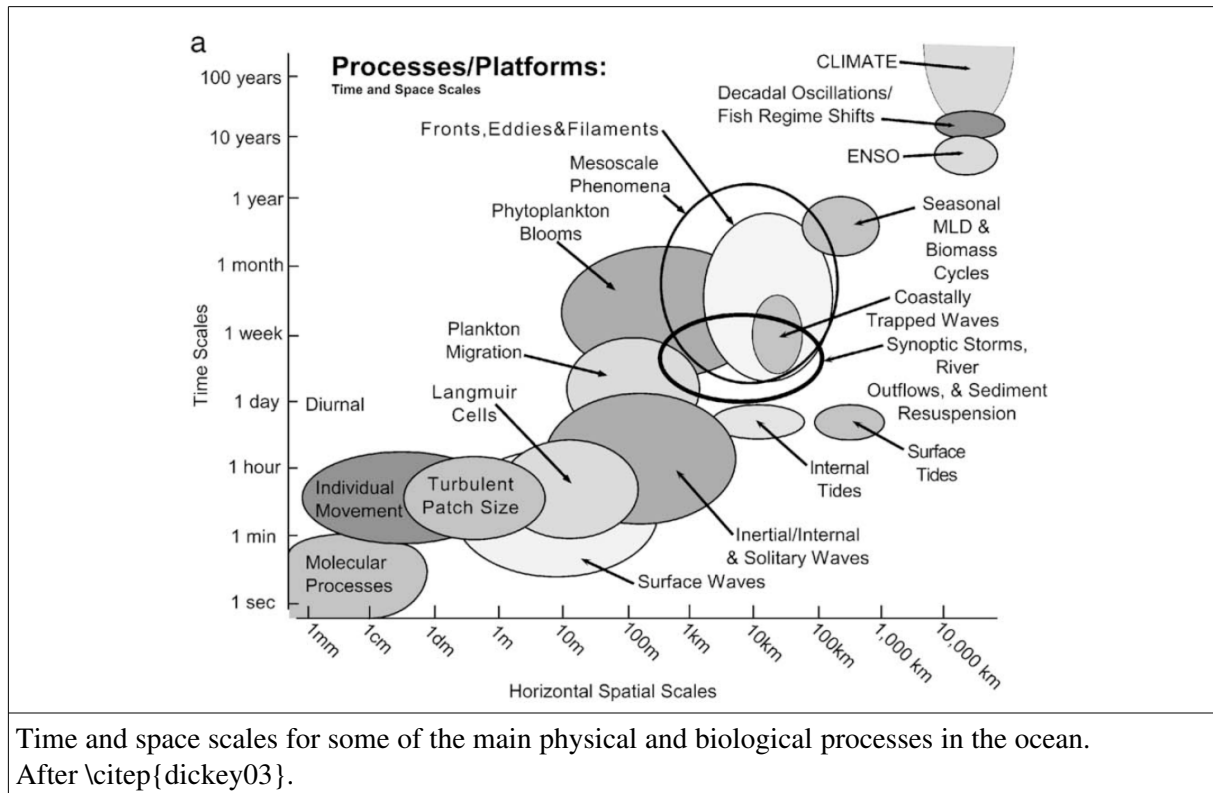 a
Processes/Platforms:
Time and Space Scales
CLIMATE
Decadal Oscillations/
Fish Regime Shifts
ENSO
Fronts,Eddies&Filaments
Mesoscale
Phenomena
Phytoplankton
Blooms
Seasonal
MLD &
Biomass
Cycles
Coastally
Trapped Waves
Plankton
Migration
Synoptic Storms,
River
Outflows, & Sediment
Resuspension
Langmuir
Cells
Diurnal
Internal
Tides
Surface
Tides
Individual
Movement
Turbulent
Patch Size
Inertial/Internal
& Solitary Waves
Molecular
Processes
Surface Waves
Time Scales
100 years
10 years
1 year
1 month
1 week
1 day
1 hour
1 min
1 sec
1mm
1cm
1dm
1m
10m
100m
1km
10km
100km
1,000 km
10,000 km
Horizontal Spatial Scales
Time and space scales for some of the main physical and biological processes in the ocean.
After \citep{dickey03}.